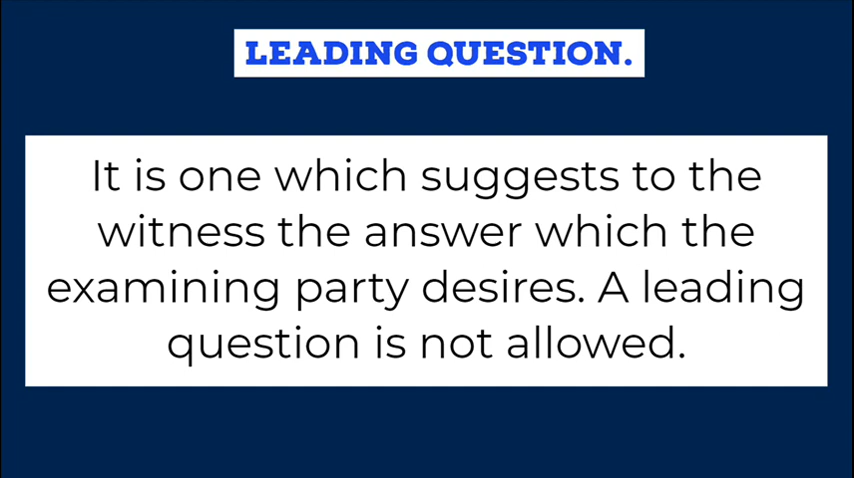 LEADING QUESTION.
It is one which suggests to the
witness the answer which the
examining party desires. A leading
question is not allowed.